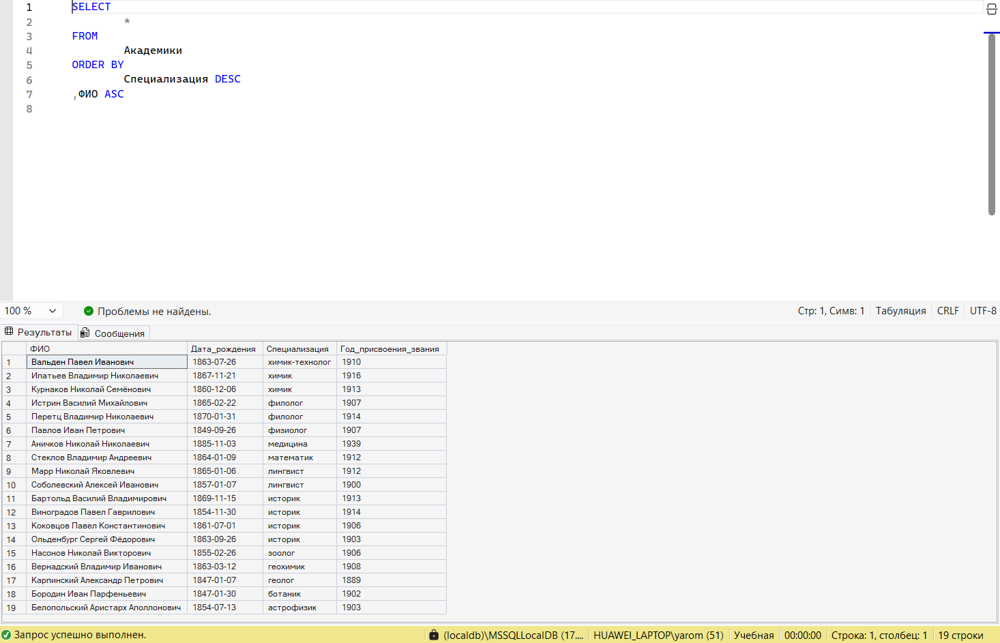 1 SELECT
2 *
3 FROM
4 Академики
5 ORDER BY
6 Специализация DESC
7 ,ФИО ASC
8
100 % Проблемы не найдены. Стр: 1, Симв: 1 Табуляция CRLF UTF-8
Результаты Сообщения
ФИО Дата_рождения Специализация Год_присвоения_звания
1 Вальден Павел Иванович 1863-07-26 химик-технолог 1910
2 Ипатьев Владимир Николаевич 1867-11-21 химик 1916
3 Курнаков Николай Семёнович 1860-12-06 химик 1913
4 Истрин Василий Михайлович 1865-02-22 филолог 1907
5 Перетц Владимир Николаевич 1870-01-31 филолог 1914
6 Павлов Иван Петрович 1849-09-26 физиолог 1907
7 Аничков Николай Николаевич 1885-11-03 медицина 1939
8 Стеклов Владимир Андреевич 1864-01-09 математик 1912
9 Марр Николай Яковлевич 1865-01-06 лингвист 1912
10 Соболевский Алексей Иванович 1857-01-07 лингвист 1900
11 Бартольд Василий Владимирович 1869-11-15 историк 1913
12 Виноградов Павел Гаврилович 1854-11-30 историк 1914
13 Коковцов Павел Константинович 1861-07-01 историк 1906
14 Ольденбург Сергей Фёдорович 1863-09-26 историк 1903
15 Насонов Николай Викторович 1855-02-26 зоолог 1906
16 Вернадский Владимир Иванович 1863-03-12 геохимик 1908
17 Карпинский Александр Петрович 1847-01-07 геолог 1889
18 Бородин Иван Парфеньевич 1847-01-30 ботаник 1902
19 Белопольский Аристарх Аполлонович 1854-07-13 астрофизик 1903
Запрос успешно выполнен. (localdb)\MSSQLLocalDB (17.... HUAWEI_LAPTOP\yarom (51) Учебная 00:00:00 Строка: 1, столбец: 1 19 строки